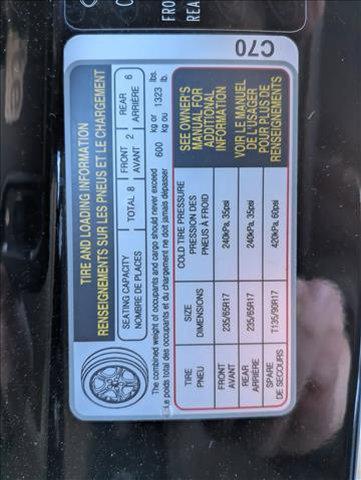 C70
TIRE AND LOADING INFORMATION
RENSEIGNEMENTS SUR LES PNEUS ET LE CHARGEMENT
SEATING CAPACITY TOTAL 8 FRONT 2 REAR 6
NOMBRE DE PLACES AVANT ARRIÈRE
The combined weight of occupants and cargo should never exceed 600 kg or 1323 lbs.
Le poids total des occupants et du chargement ne doit jamais dépasser kg ou lb.
TIRE SIZE COLD TIRE PRESSURE SEE OWNER'S
PNEU DIMENSIONS PRESSION DES MANUAL FOR
PNEUS À FROID ADDITIONAL
INFORMATION
FRONT 235/65R17 240kPa, 35psi
AVANT
REAR 235/65R17 240kPa, 35psi VOIR LE MANUEL
ARRIERE DE L'USAGER
SPARE T135/90R17 420kPa, 60psi POUR PLUS DE
DE SECOURS RENSEIGNEMENTS
FRO
REA